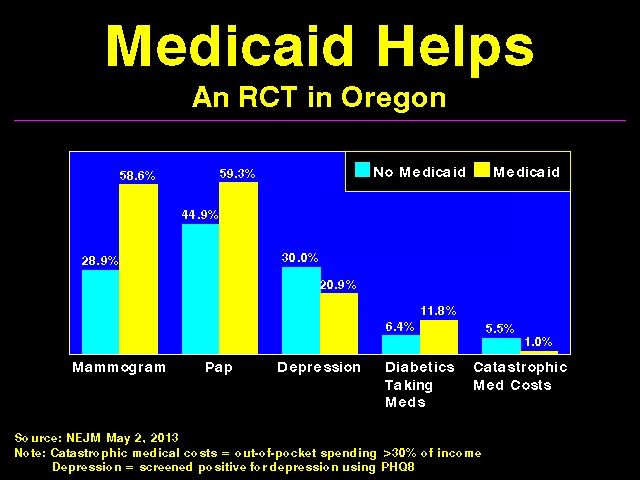 Medicaid Helps
An RCT in Oregon
No Medicaid Medicaid
58.6%
59.3%
44.9%
28.9%
30.0%
20.9%
6.4%
11.8%
5.5%
1.0%
Mammogram Pap Depression Diabetics Catastrophic
Taking Med Costs
Meds
Source: NEJM May 2, 2013
Note: Catastrophic medical costs = out-of-pocket spending >30% of income
Depression = screened positive for depression using PHQ8